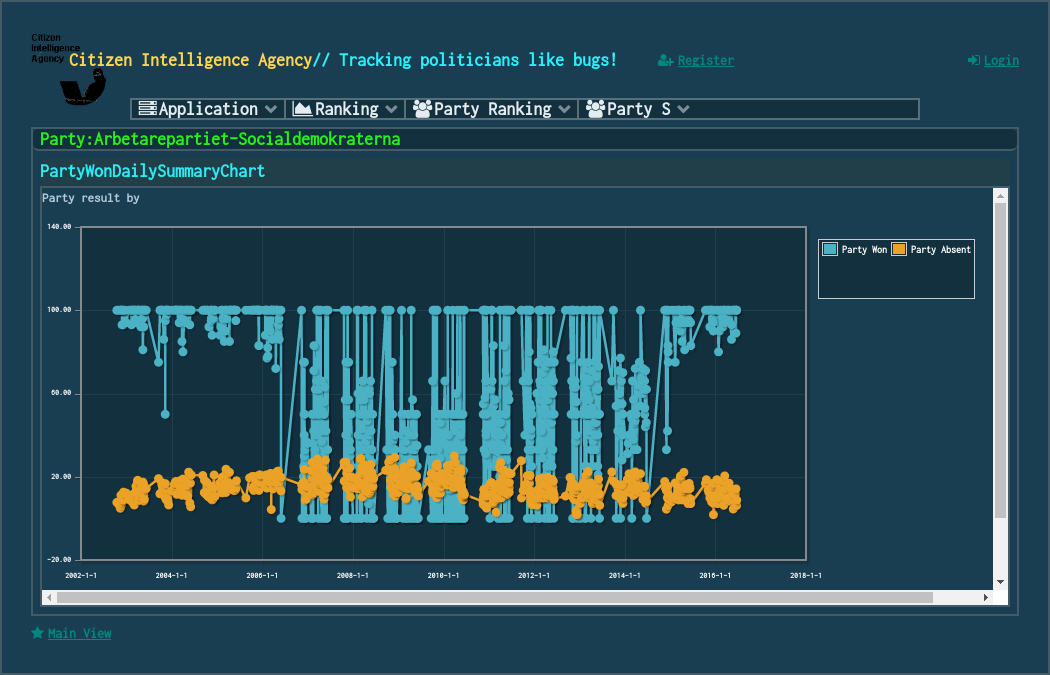 Citizen
Intelligence
Agency
Citizen Intelligence Agency// Tracking politicians like bugs!
Register
Login
Application
Ranking
Party Ranking
Party S
Party:Arbetarepartiet-Socialdemokraterna
PartyWonDailySummaryChart
Party result by
140.00
100.00
60.00
20.00
-20.00
2002-1-1
2004-1-1
2006-1-1
2008-1-1
2010-1-1
2012-1-1
2014-1-1
2016-1-1
2018-1-1
Party Won
Party Absent
Main View